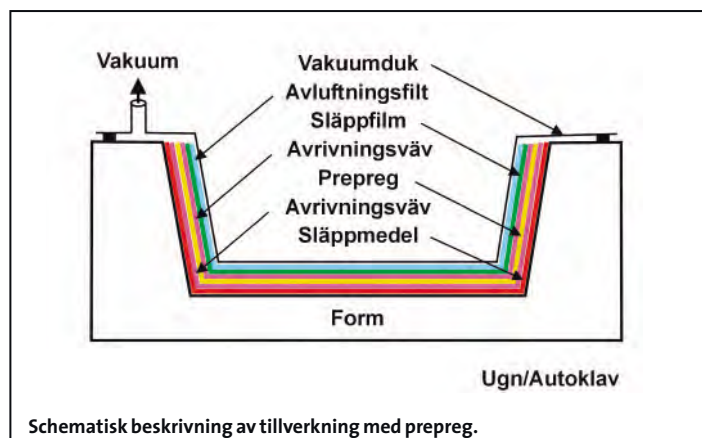 Vakuum
Vakuumduk
Avluftningsfilt
Släppfilm
Avrivningsväv
Prepreg
Avrivningsväv
Släppmedel
Form
Ugn/Autoklav
Schematisk beskrivning av tillverkning med prepreg.